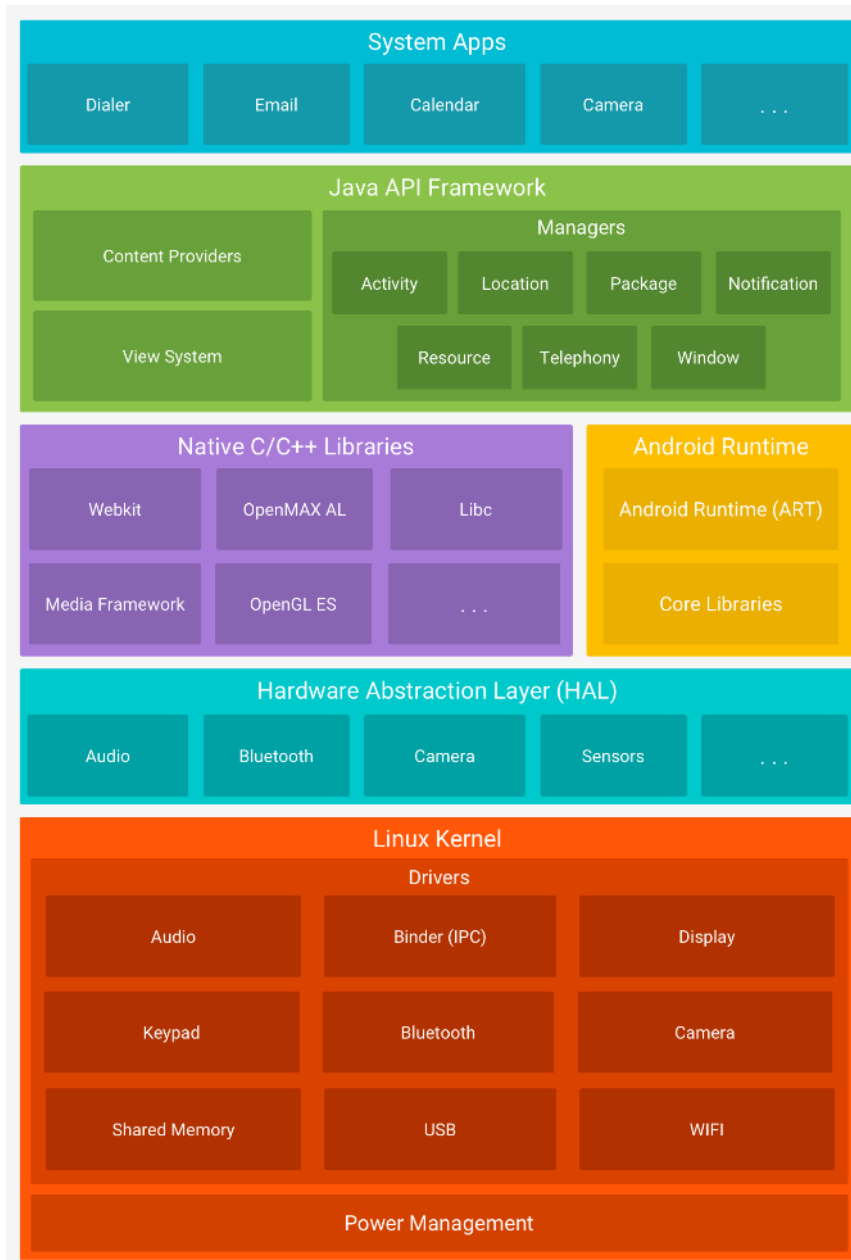 System Apps
Dialer
Email
Calendar
Camera
. . .
Java API Framework
Content Providers
View System
Managers
Activity
Location
Package
Notification
Resource
Telephony
Window
Native C/C++ Libraries
Webkit
OpenMAX AL
Libc
Media Framework
OpenGL ES
. . .
Android Runtime
Android Runtime (ART)
Core Libraries
Hardware Abstraction Layer (HAL)
Audio
Bluetooth
Camera
Sensors
. . .
Linux Kernel
Drivers
Audio
Binder (IPC)
Display
Keypad
Bluetooth
Camera
Shared Memory
USB
WIFI
Power Management